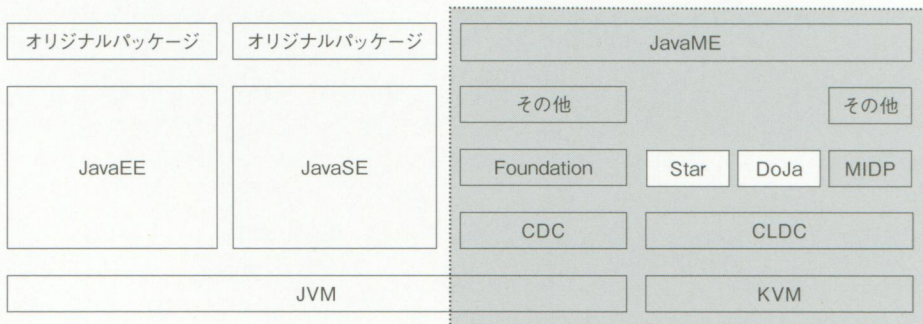 オリジナルパッケージ
オリジナルパッケージ
JavaME
その他
その他
JavaEE
JavaSE
Foundation
Star
DoJa
MIDP
CDC
CLDC
JVM
KVM